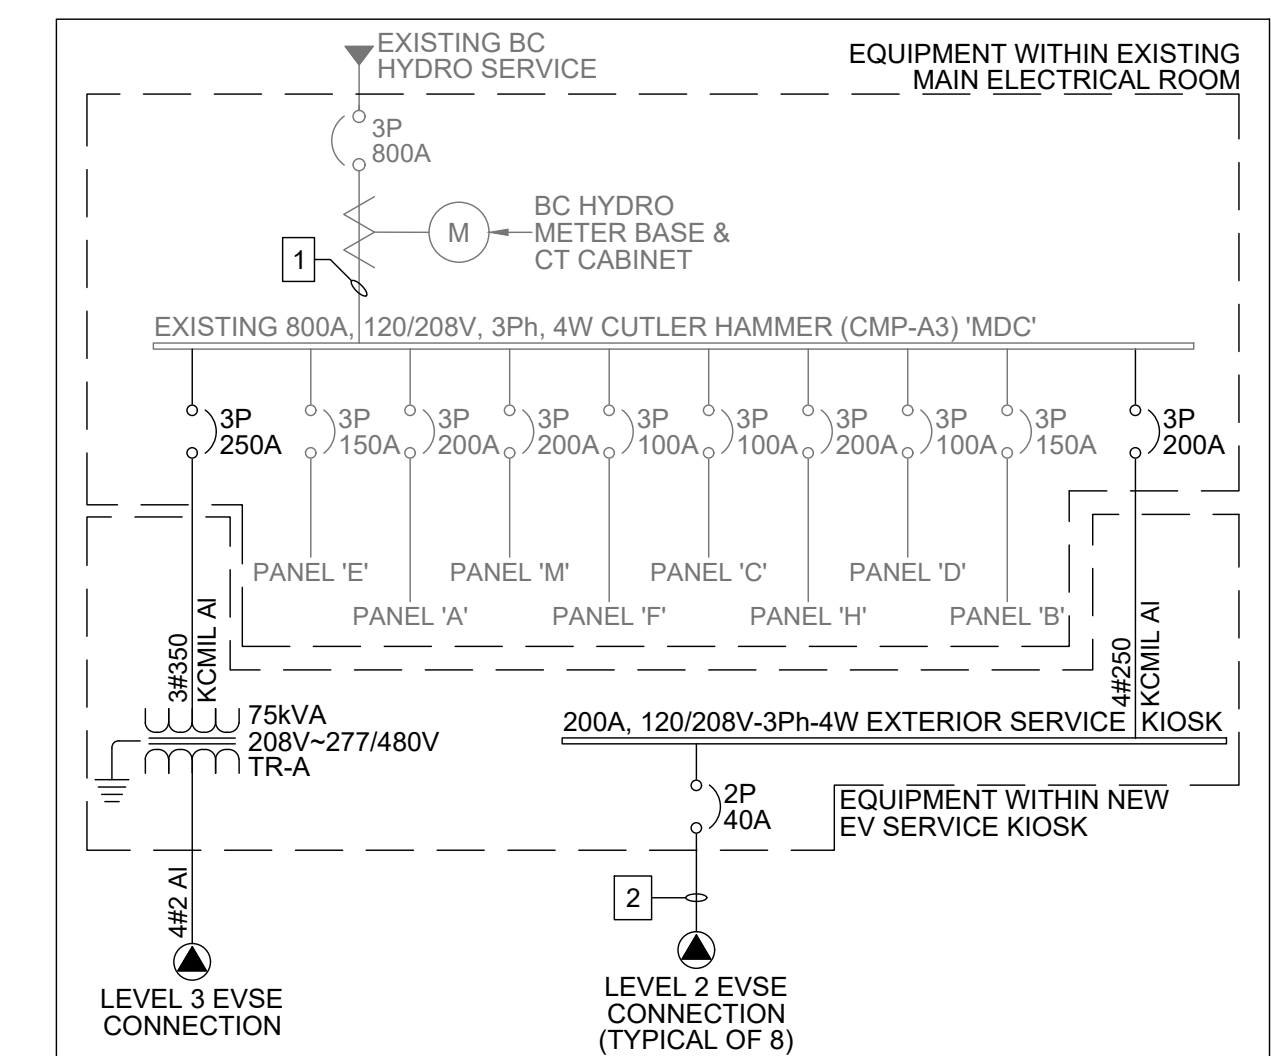 EXISTING BC
HYDRO SERVICE
EQUIPMENT WITHIN EXISTING
MAIN ELECTRICAL ROOM
3P
800A
BC HYDRO
METER BASE &
CT CABINET
M
1
EXISTING 800A, 120/208V, 3Ph, 4W CUTLER HAMMER (CMP-A3) 'MDC'
3P
250A
3P
150A
3P
200A
3P
200A
3P
100A
3P
100A
3P
200A
3P
100A
3P
150A
3P
200A
PANEL 'E'
PANEL 'M'
PANEL 'C'
PANEL 'D'
PANEL 'A'
PANEL 'F'
PANEL 'H'
PANEL 'B'
3#350
KCMIL Al
4#250
KCMIL Al
75kVA
208V~277/480V
TR-A
200A, 120/208V-3Ph-4W EXTERIOR SERVICE KIOSK
2P
40A
EQUIPMENT WITHIN NEW
EV SERVICE KIOSK
4#2 Al
2
LEVEL 3 EVSE
CONNECTION
LEVEL 2 EVSE
CONNECTION
(TYPICAL OF 8)